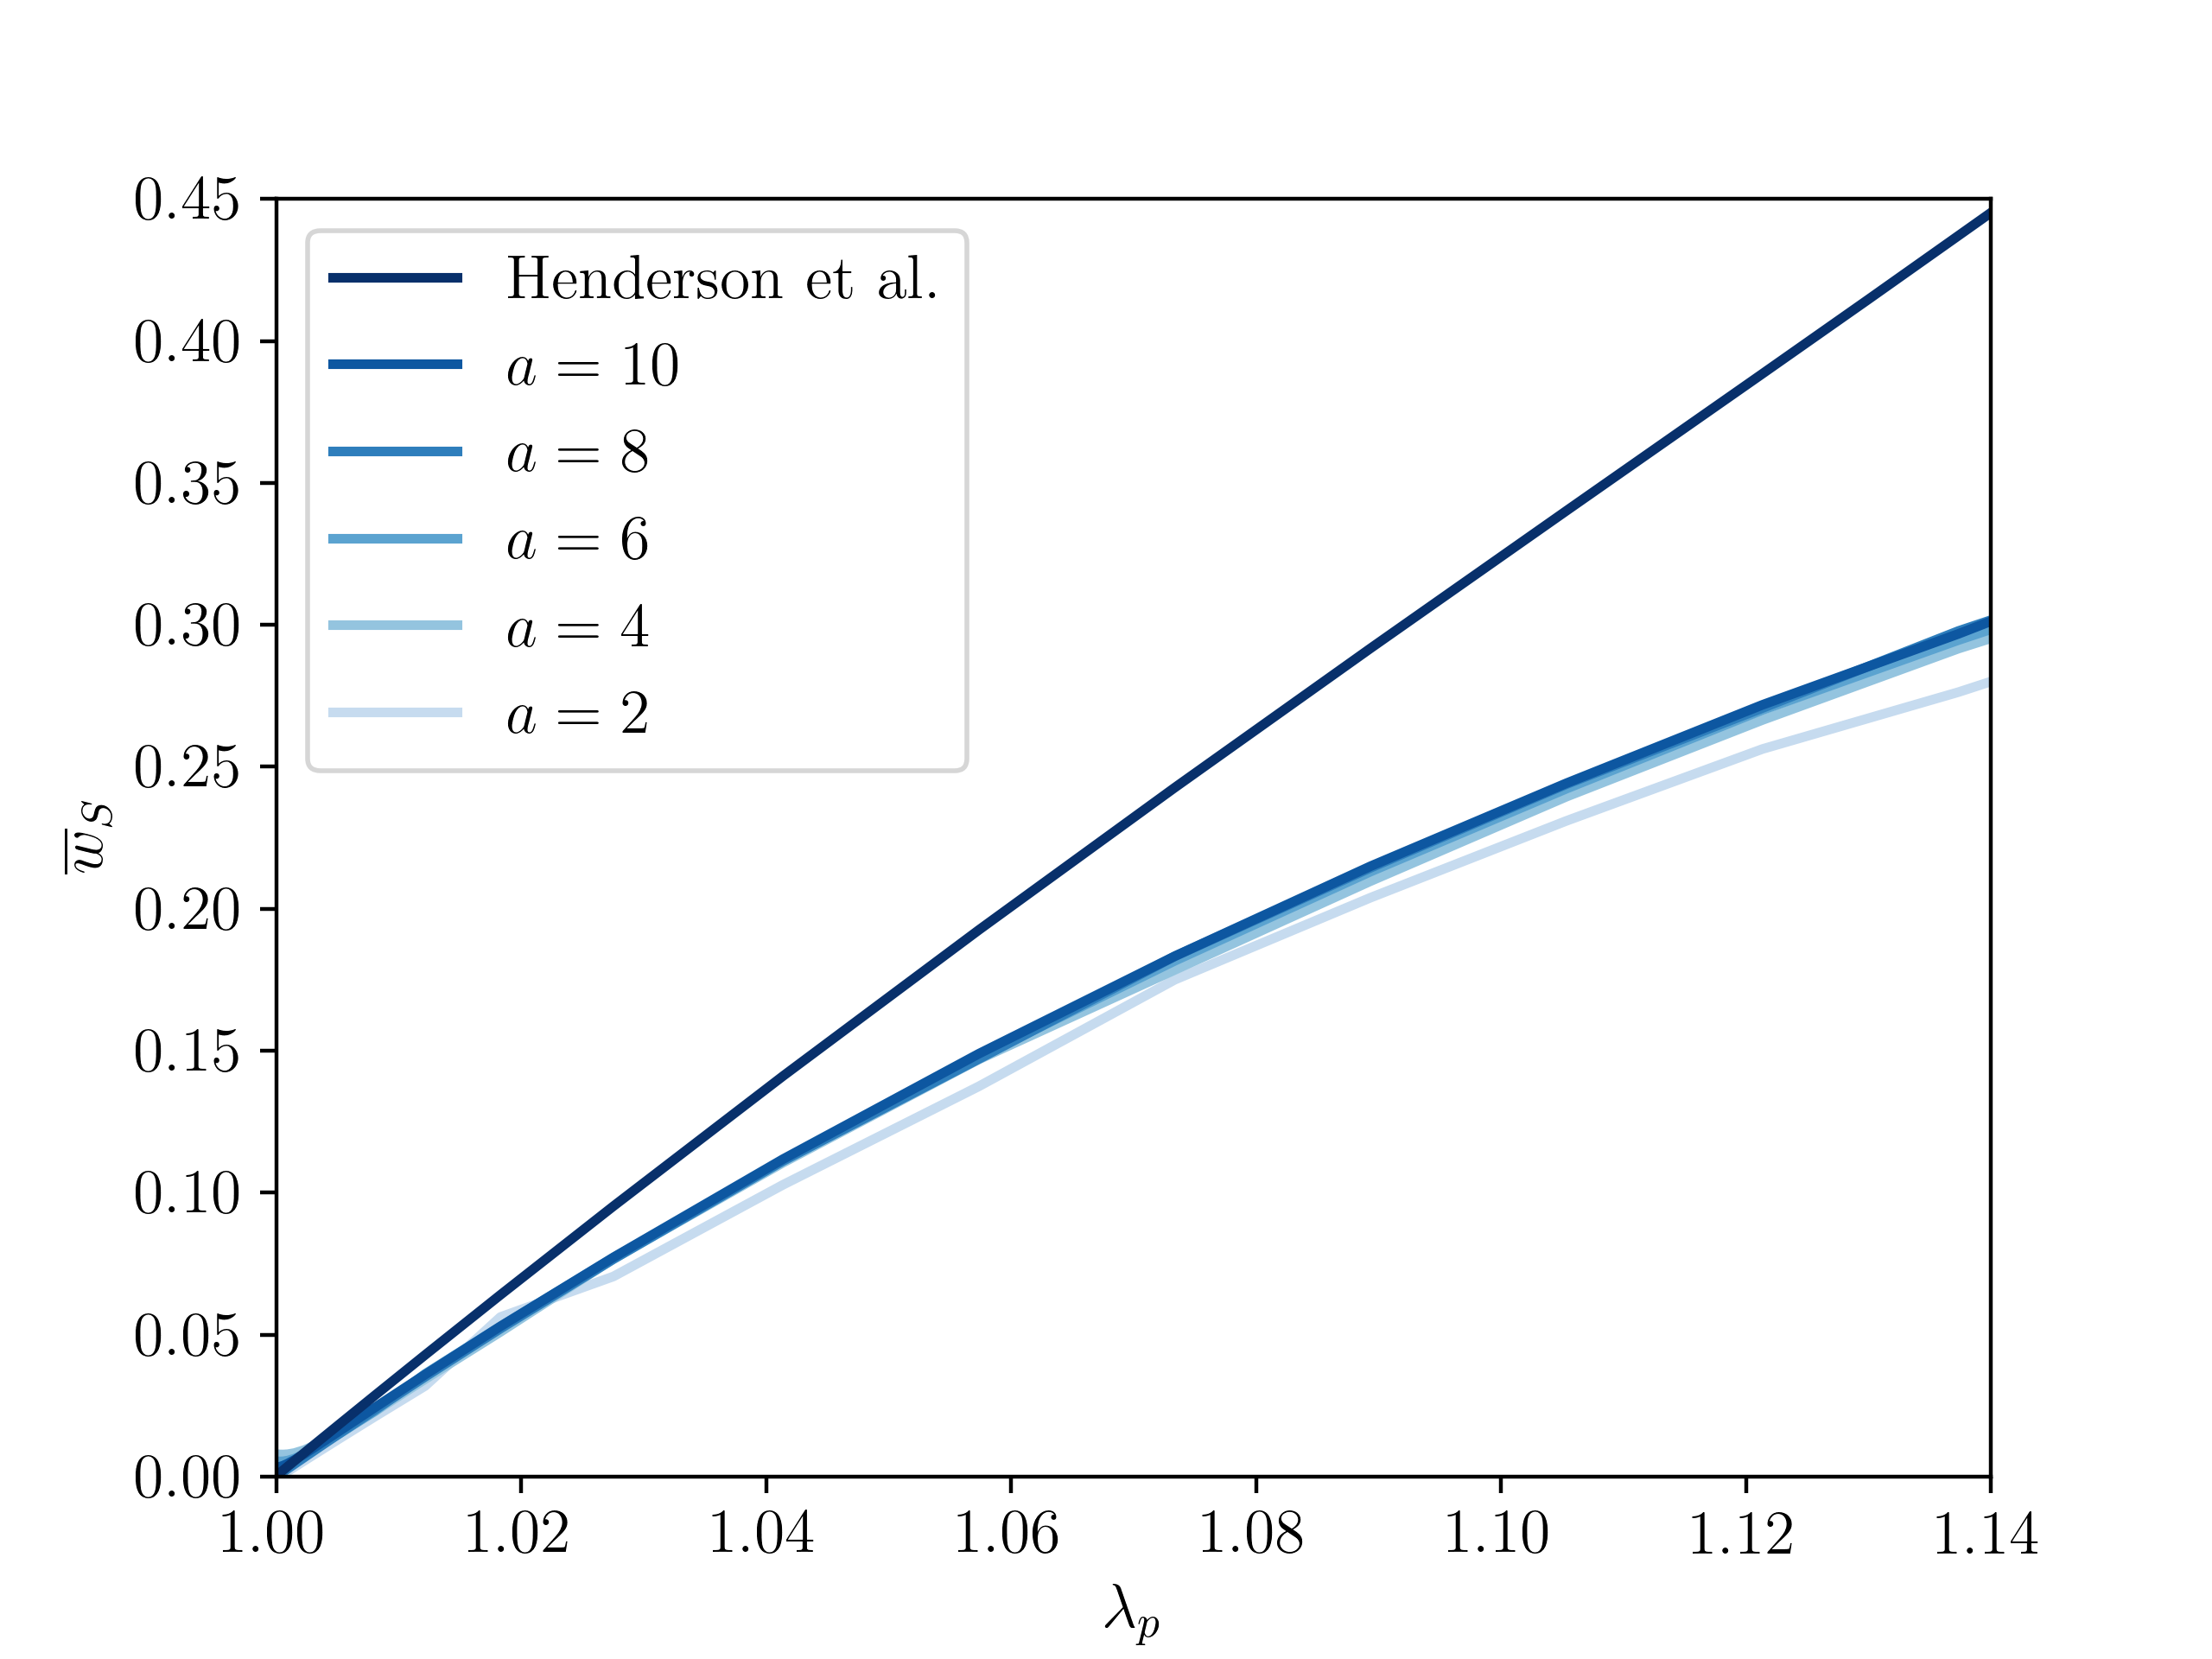 0.45
0.40
0.35
0.30
0.25
0.20
0.15
0.10
0.05
0.00
w̅_S
Henderson et al.
a = 10
a = 8
a = 6
a = 4
a = 2
1.00 1.02 1.04 1.06 1.08 1.10 1.12 1.14
λ_p